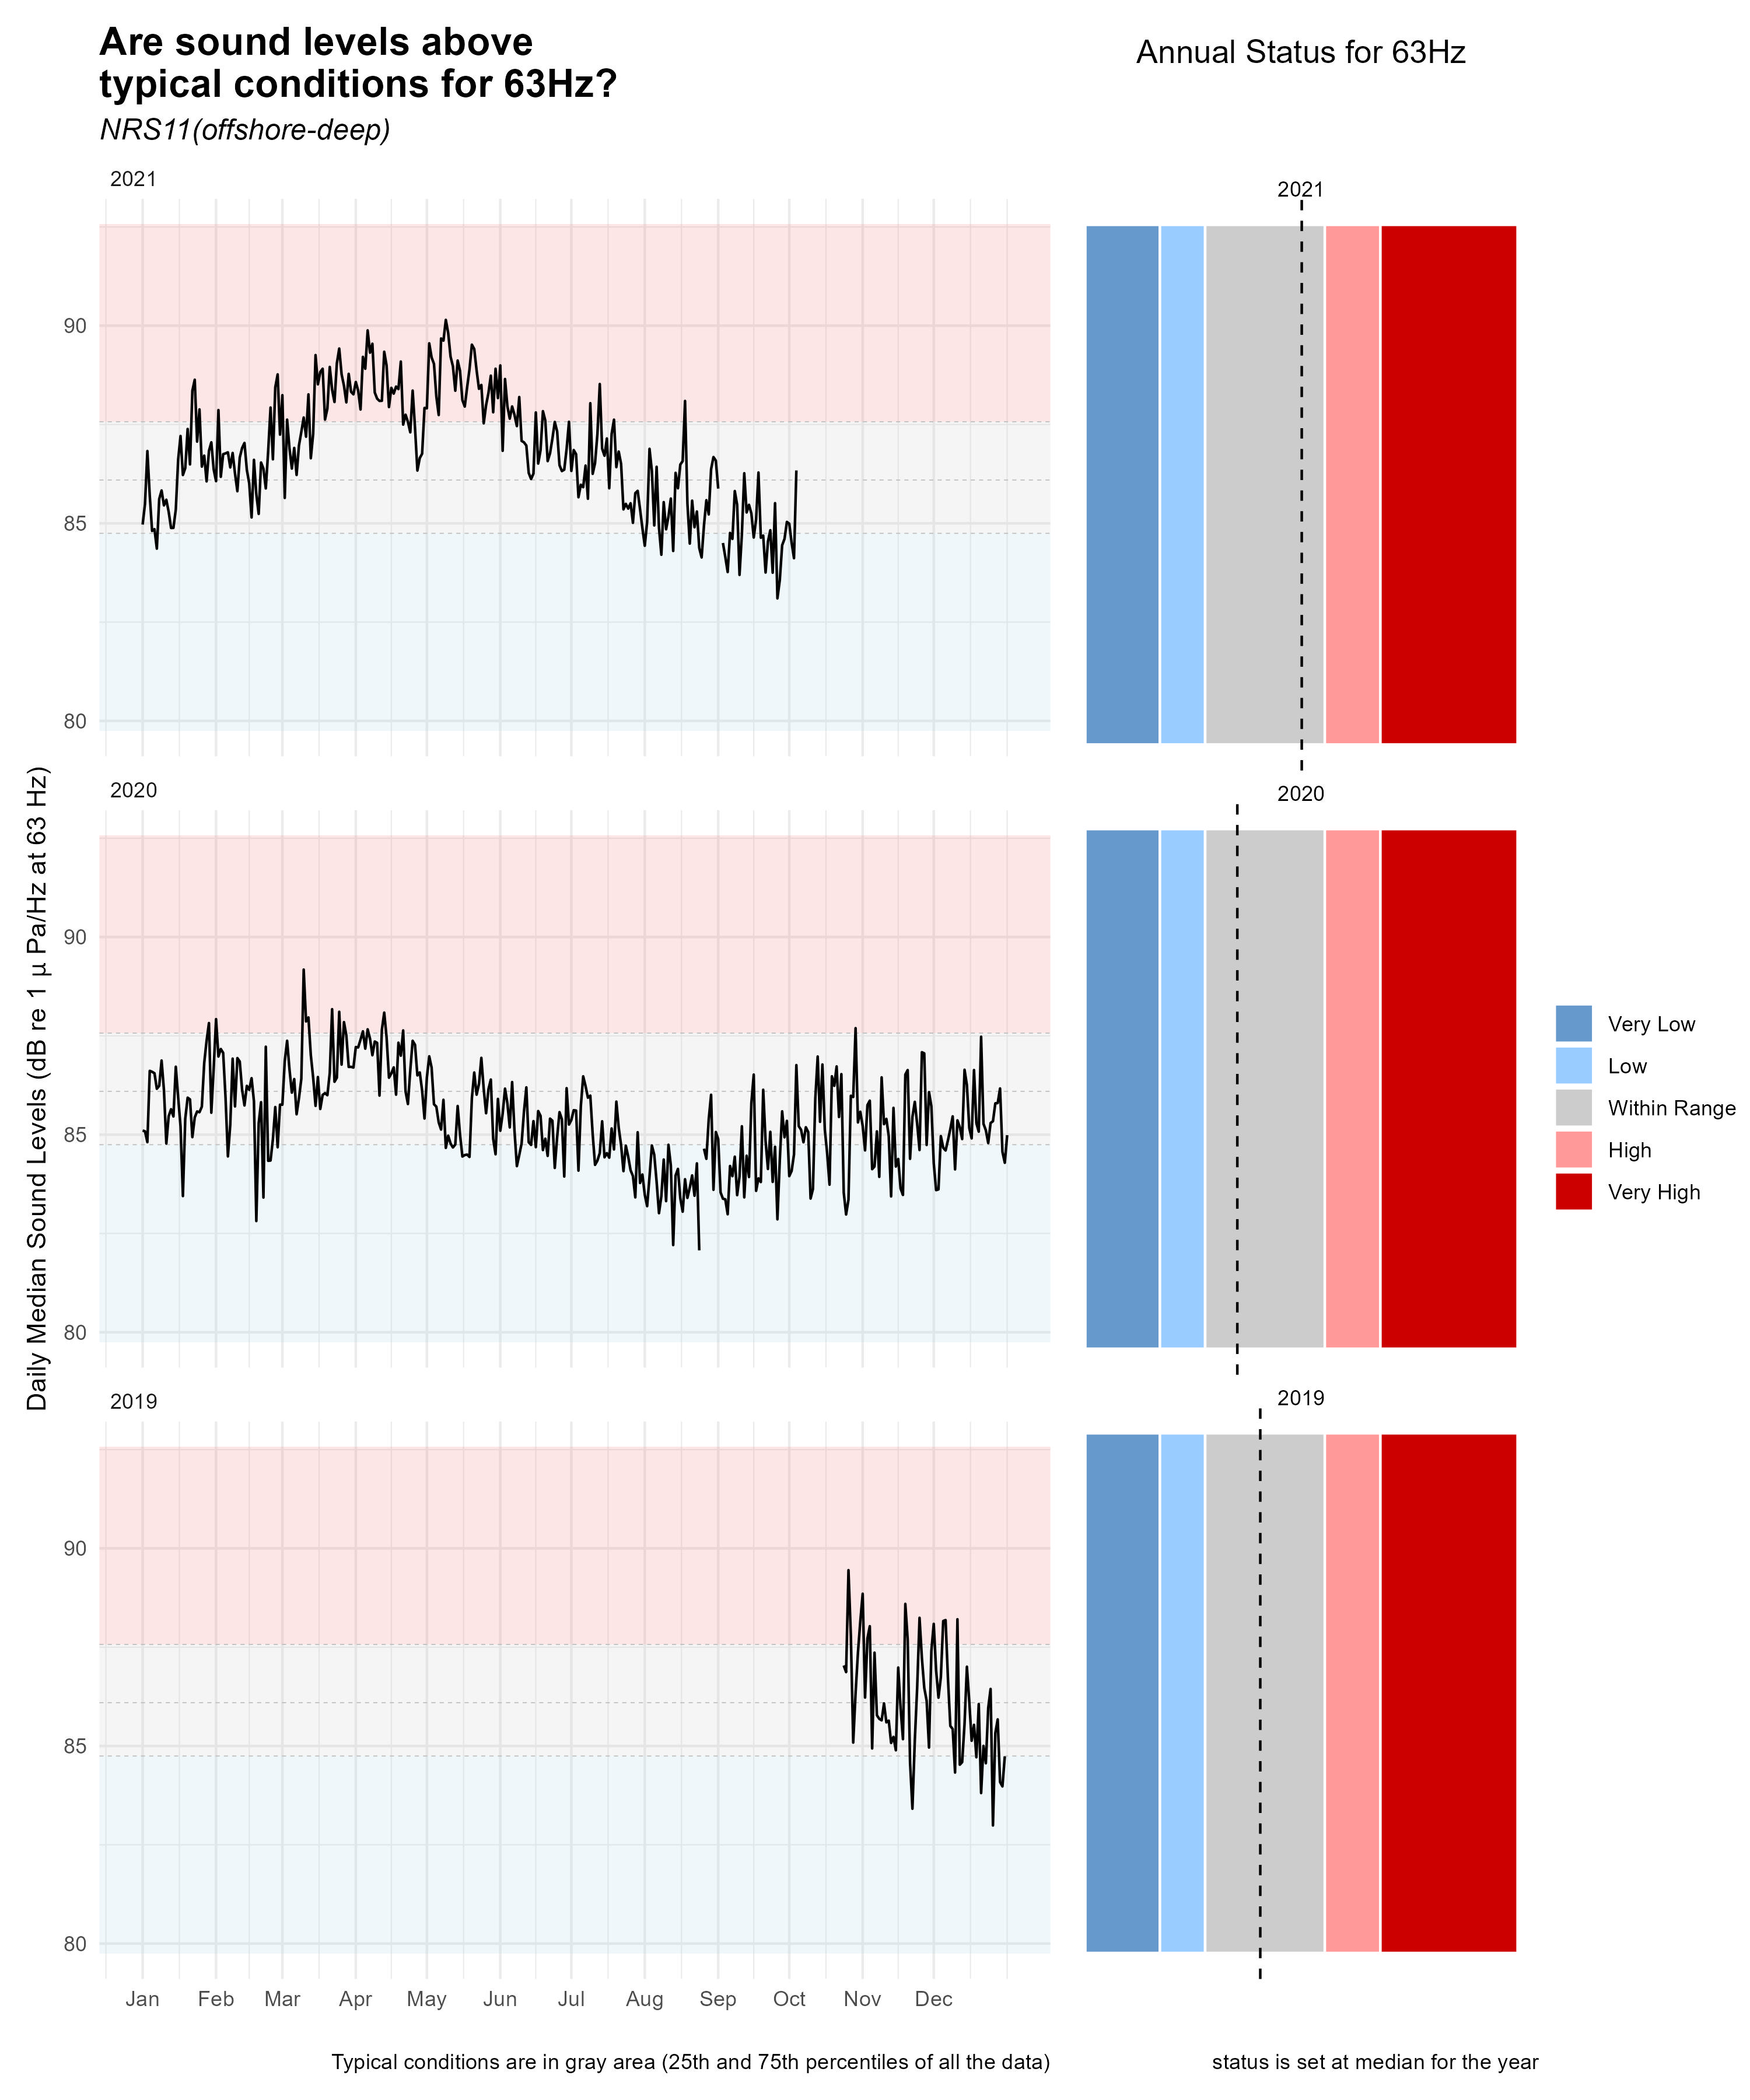 Are sound levels above
typical conditions for 63Hz?
NRS11(offshore-deep)
Annual Status for 63Hz
Daily Median Sound Levels (dB re 1 µ Pa/Hz at 63 Hz)
2021
90
85
80
2021
2020
90
85
80
2020
2019
90
85
80
2019
Jan Feb Mar Apr May Jun Jul Aug Sep Oct Nov Dec
Very Low
Low
Within Range
High
Very High
Typical conditions are in gray area (25th and 75th percentiles of all the data)
status is set at median for the year